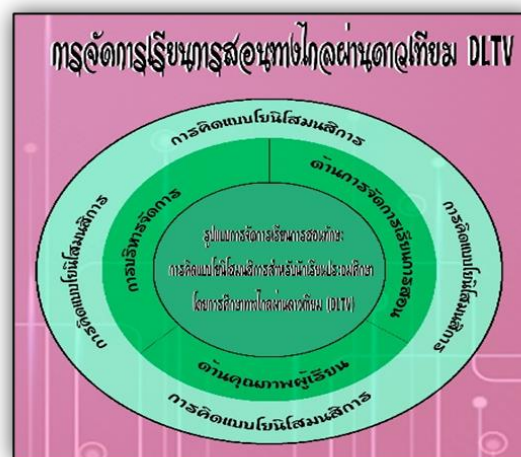 การจัดการเรียนการสอนทางไกลผ่านดาวเทียม DLTV
การคิดแบบโยนิโสมนสิการ
การคิดแบบโยนิโสมนสิการ
การคิดแบบโยนิโสมนสิการ
การคิดแบบโยนิโสมนสิการ
การบริหารจัดการ
ด้านการจัดการเรียนการสอน
ด้านคุณภาพผู้เรียน
รูปแบบการจัดการเรียนการสอนทักษะ
การคิดแบบโยนิโสมนสิการสำหรับนักเรียนประถมศึกษา
โดยการศึกษาทางไกลผ่านดาวเทียม (DLTV)